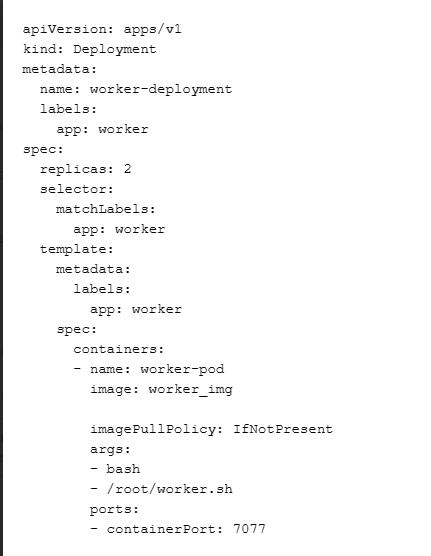 apiVersion: apps/v1
kind: Deployment
metadata:
  name: worker-deployment
  labels:
    app: worker
spec:
  replicas: 2
  selector:
    matchLabels:
      app: worker
  template:
    metadata:
      labels:
        app: worker
    spec:
      containers:
      - name: worker-pod
        image: worker_img

        imagePullPolicy: IfNotPresent
        args:
        - bash
        - /root/worker.sh
        ports:
        - containerPort: 7077